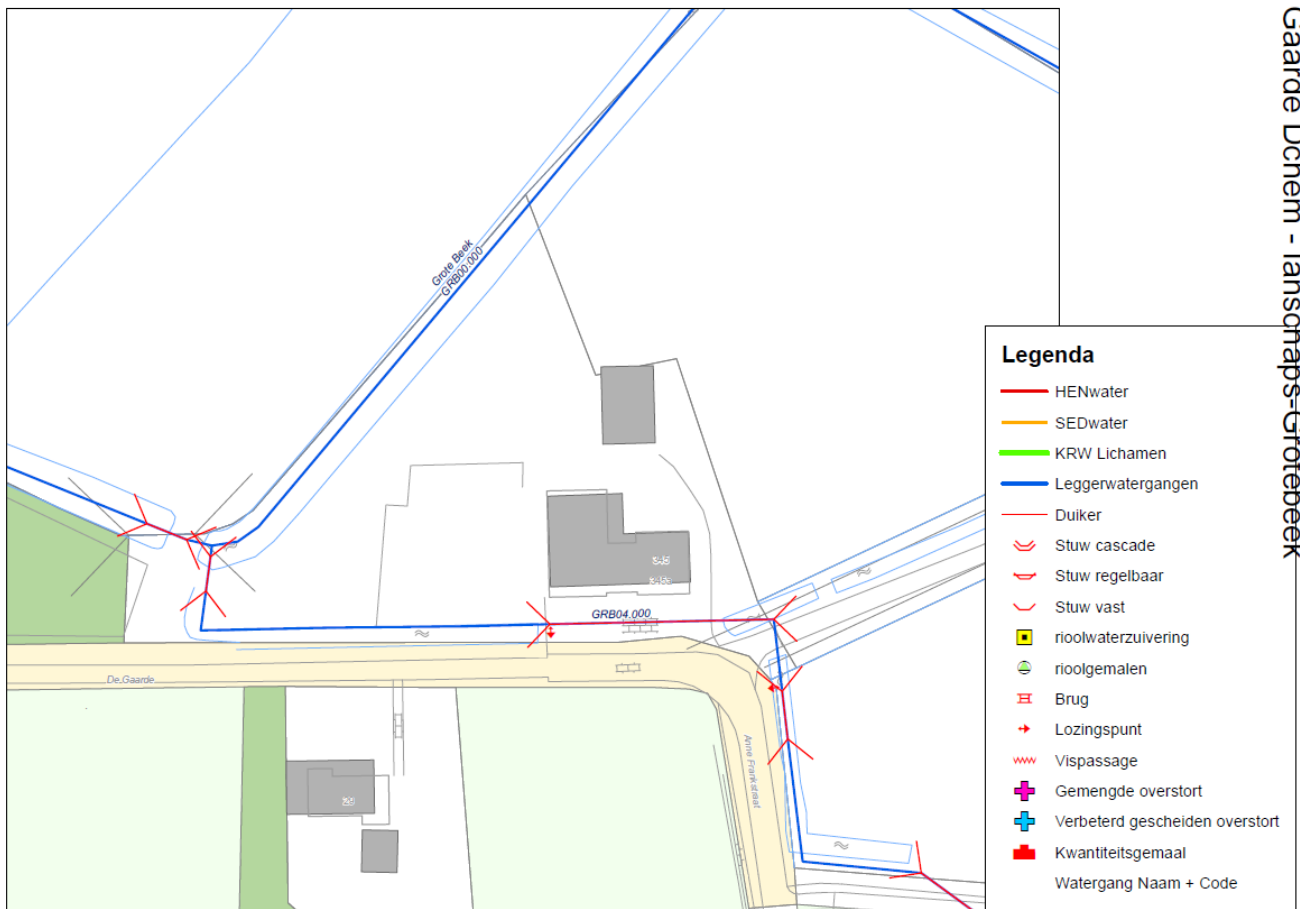 Grote Beek
GRB00.000
GRB04.000
De Gaarde
Anne Frankstraat
Gaarde Dchem - lanschaps-Grotebeek
Legenda
HENwater
SEDwater
KRW Lichamen
Leggerwatergangen
Duiker
Stuw cascade
Stuw regelbaar
Stuw vast
rioolwaterzuivering
rioolgemalen
Brug
Lozingspunt
Vispassage
Gemengde overstort
Verbeterd gescheiden overstort
Kwantiteitsgemaal
Watergang Naam + Code